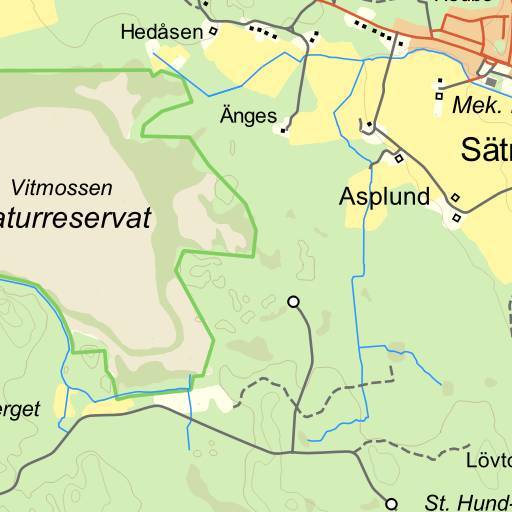 Hedåsen
Änges
Mek.
Sätr
Vitmossen
aturreservat
Asplund
erget
Lövto
St. Hund-